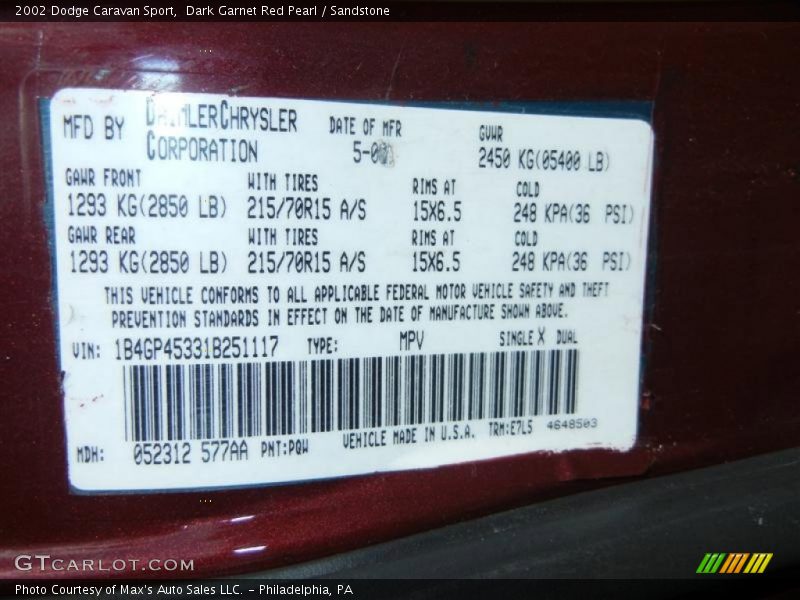 2002 Dodge Caravan Sport, Dark Garnet Red Pearl / Sandstone
MFD BY DAIMLERCHRYSLER CORPORATION
DATE OF MFR
GVWR
2450 KG(05400 LB)
GAWR FRONT WITH TIRES RIMS AT COLD
1293 KG(2850 LB) 215/70R15 A/S 15X6.5 248 KPA(36 PSI)
GAWR REAR WITH TIRES RIMS AT COLD
1293 KG(2850 LB) 215/70R15 A/S 15X6.5 248 KPA(36 PSI)
THIS VEHICLE CONFORMS TO ALL APPLICABLE FEDERAL MOTOR VEHICLE SAFETY AND THEFT
PREVENTION STANDARDS IN EFFECT ON THE DATE OF MANUFACTURE SHOWN ABOVE.
VIN: 1B4GP45331B251117 TYPE: MPV SINGLE X DUAL
MDH: 052312 577AA PNT:PQW VEHICLE MADE IN U.S.A. TRM:E7L5 4648503
GTCARLOT.COM
Photo Courtesy of Max's Auto Sales LLC. – Philadelphia, PA